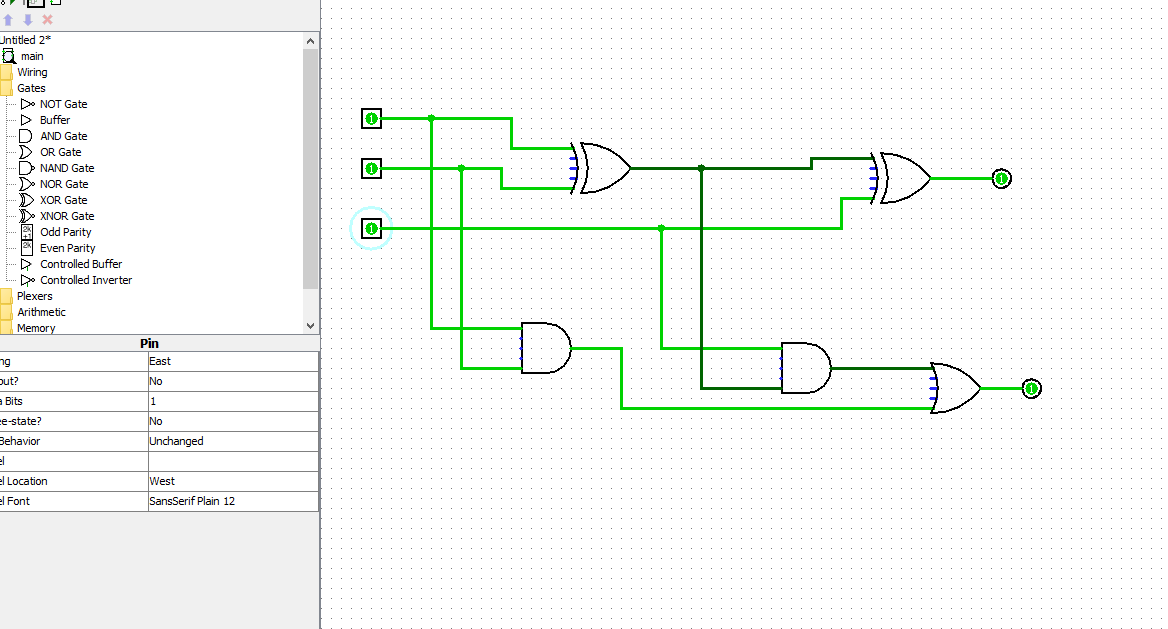 Untitled 2*
main
Wiring
Gates
NOT Gate
Buffer
AND Gate
OR Gate
NAND Gate
NOR Gate
XOR Gate
XNOR Gate
Odd Parity
Even Parity
Controlled Buffer
Controlled Inverter
Plexers
Arithmetic
Memory
Pin
ng East
out? No
a Bits 1
ee-state? No
Behavior Unchanged
el
el Location West
el Font SansSerif Plain 12
1
1
1
1
1